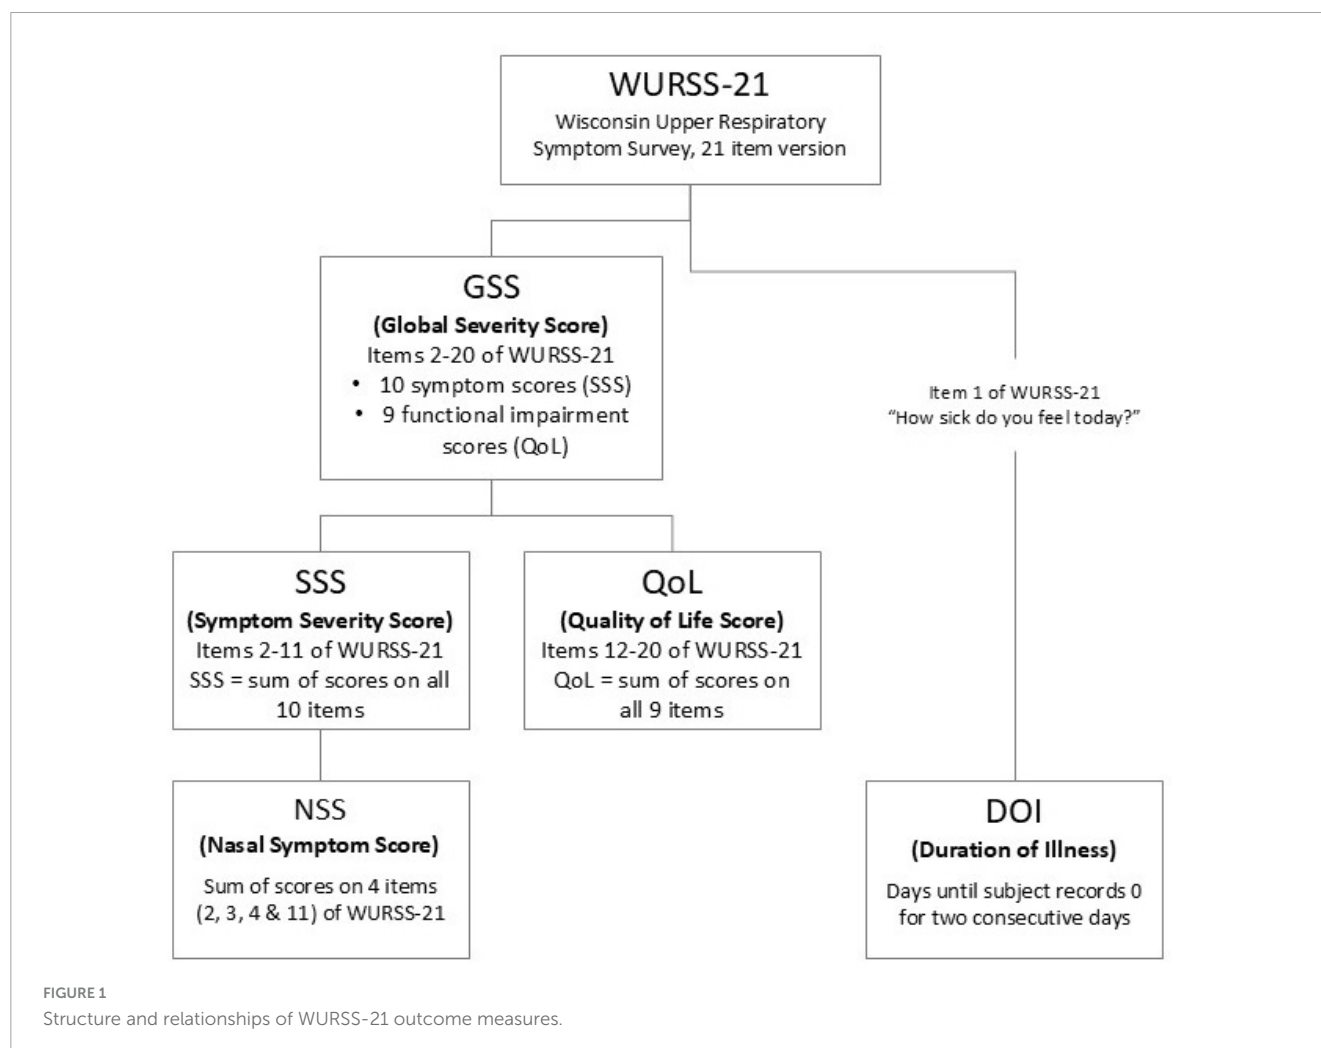 WURSS-21
Wisconsin Upper Respiratory
Symptom Survey, 21 item version
GSS
(Global Severity Score)
Items 2-20 of WURSS-21
• 10 symptom scores (SSS)
• 9 functional impairment
scores (QoL)
Item 1 of WURSS-21
“How sick do you feel today?”
SSS
(Symptom Severity Score)
Items 2-11 of WURSS-21
SSS = sum of scores on all
10 items
QoL
(Quality of Life Score)
Items 12-20 of WURSS-21
QoL = sum of scores on
all 9 items
NSS
(Nasal Symptom Score)
Sum of scores on 4 items
(2, 3, 4 & 11) of WURSS-21
DOI
(Duration of Illness)
Days until subject records 0
for two consecutive days
FIGURE 1
Structure and relationships of WURSS-21 outcome measures.